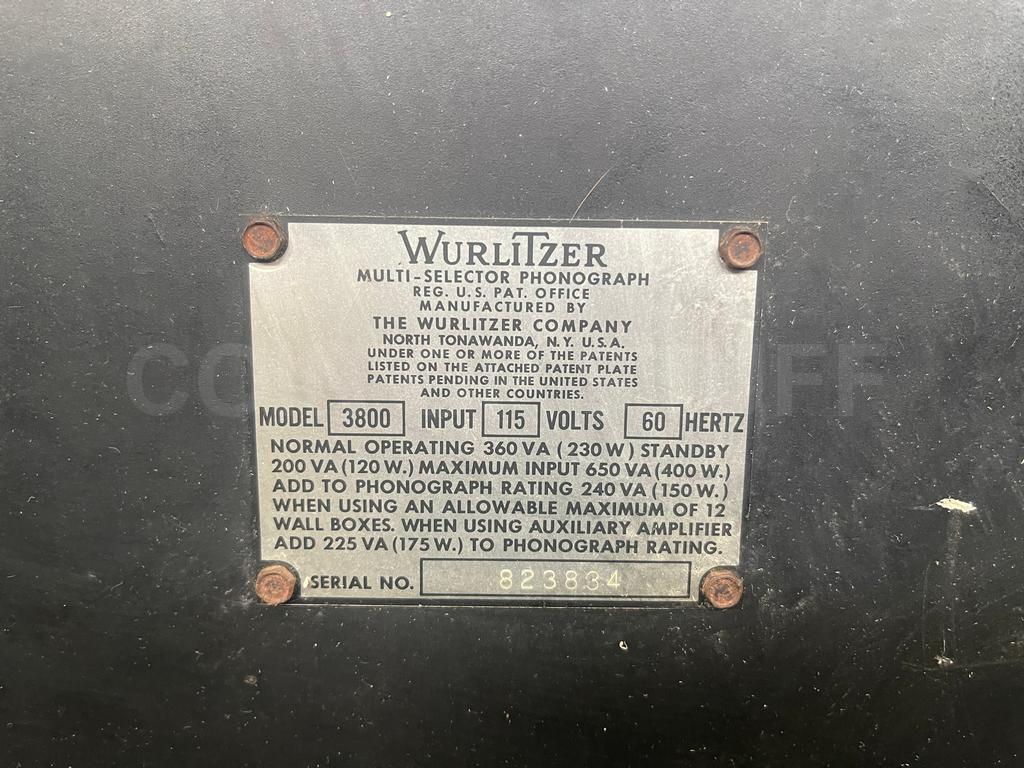 WURLITZER
MULTI-SELECTOR PHONOGRAPH
REG. U.S. PAT. OFFICE
MANUFACTURED BY
THE WURLITZER COMPANY
NORTH TONAWANDA, N.Y. U.S.A.
UNDER ONE OR MORE OF THE PATENTS
LISTED ON THE ATTACHED PATENT PLATE
PATENTS PENDING IN THE UNITED STATES
AND OTHER COUNTRIES.
MODEL 3800 INPUT 115 VOLTS 60 HERTZ
NORMAL OPERATING 360 VA (230 W) STANDBY
200 VA (120 W.) MAXIMUM INPUT 650 VA (400 W.)
ADD TO PHONOGRAPH RATING 240 VA (150 W.)
WHEN USING AN ALLOWABLE MAXIMUM OF 12
WALL BOXES. WHEN USING AUXILIARY AMPLIFIER
ADD 225 VA (175 W.) TO PHONOGRAPH RATING.
SERIAL NO. 823834